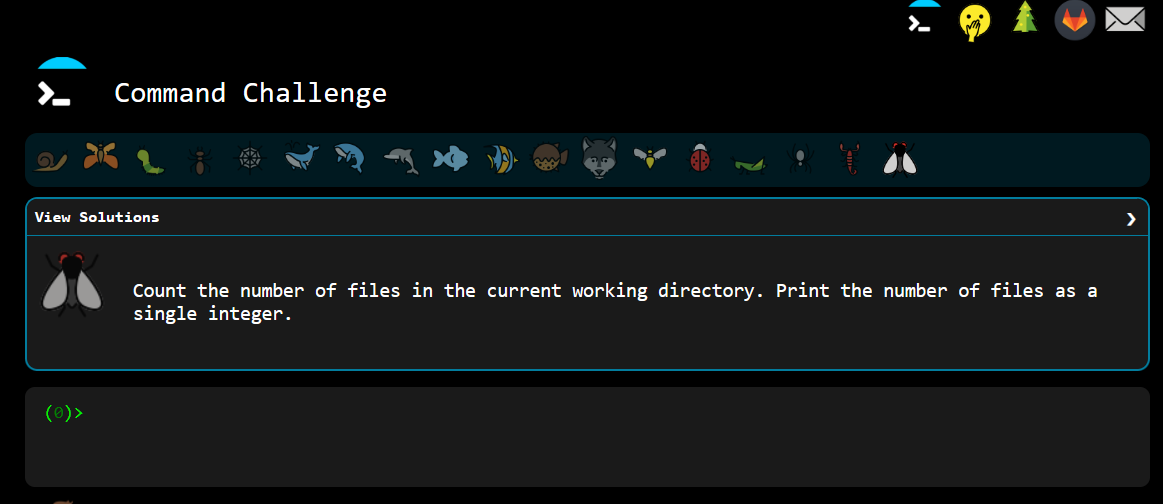 Command Challenge
View Solutions
Count the number of files in the current working directory. Print the number of files as a
single integer.
(0)>